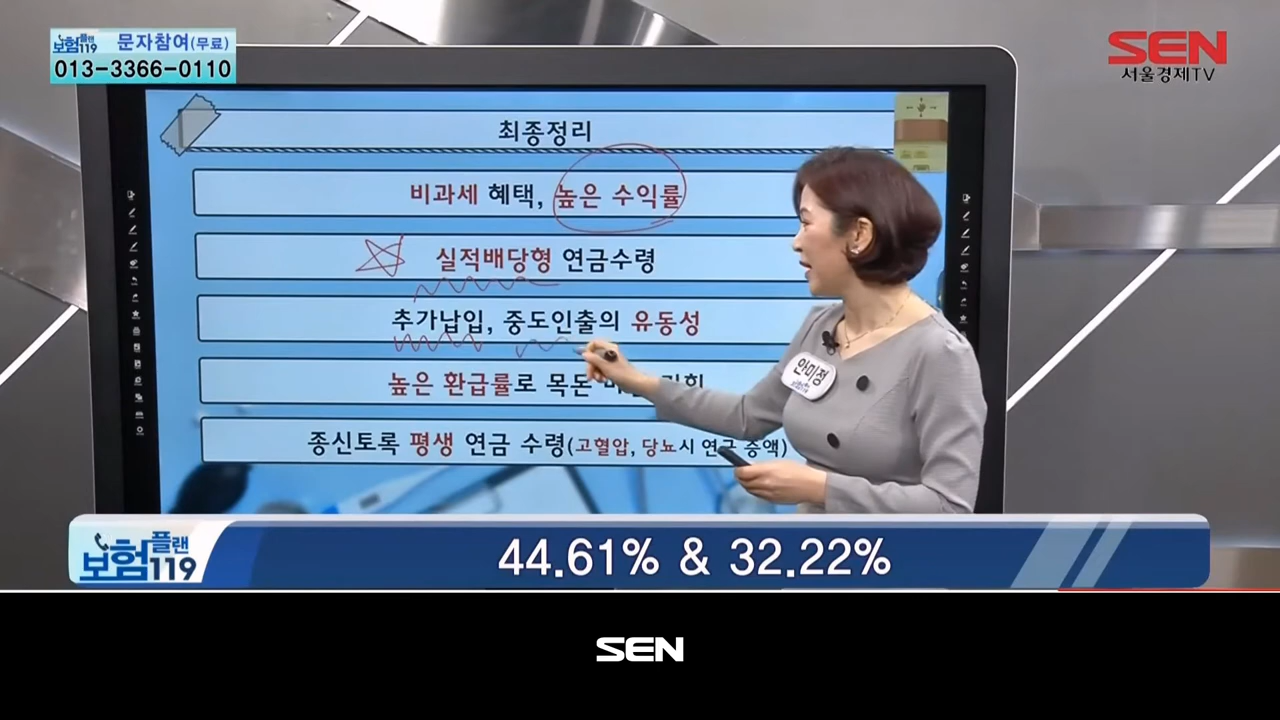 보험플랜119 문자참여(무료)
013-3366-0110
SEN
서울경제TV
최종정리
비과세 혜택, 높은 수익률
실적배당형 연금수령
추가납입, 중도인출의 유동성
높은 환급률로 목돈
종신토록 평생 연금 수령(고혈압, 당뇨시 연금 증액)
안미정
보험플랜119
44.61% & 32.22%
SEN